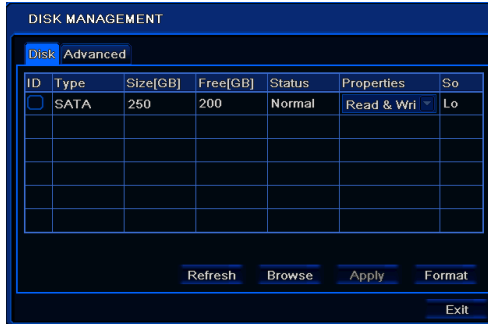 DISK MANAGEMENT
Disk Advanced
ID Type Size[GB] Free[GB] Status Properties So
SATA 250 200 Normal Read & Wri Lo
Refresh Browse Apply Format
Exit